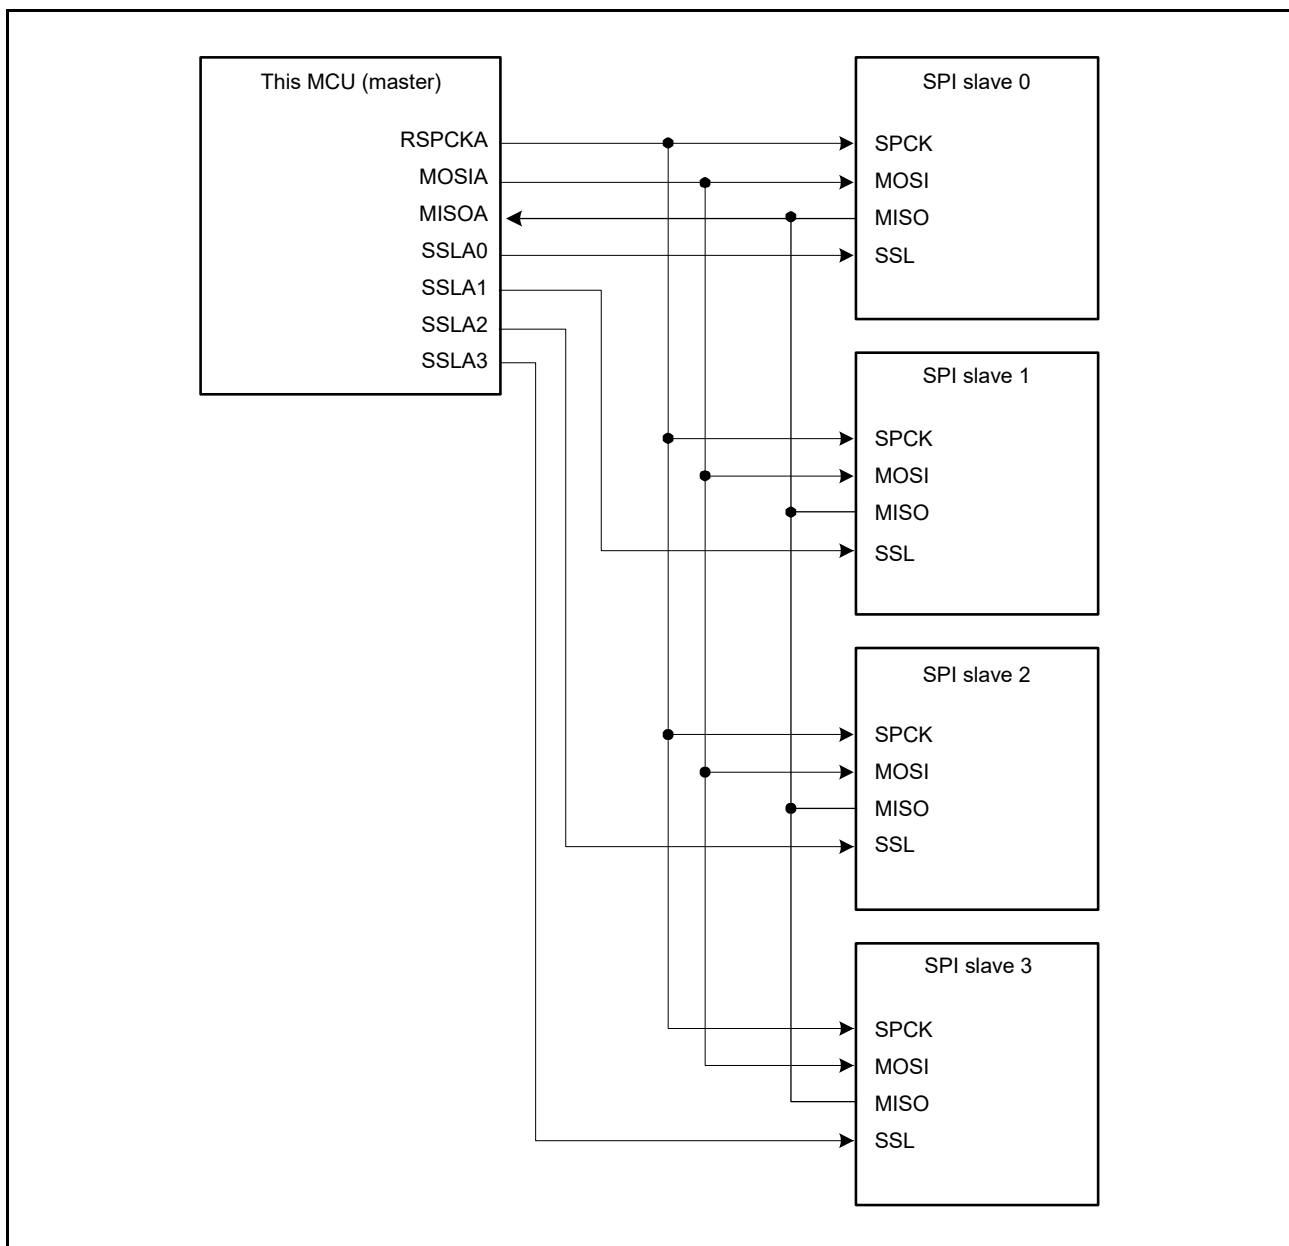 This MCU (master)
RSPCKA
MOSIA
MISOA
SSLA0
SSLA1
SSLA2
SSLA3
SPI slave 0
SPCK
MOSI
MISO
SSL
SPI slave 1
SPCK
MOSI
MISO
SSL
SPI slave 2
SPCK
MOSI
MISO
SSL
SPI slave 3
SPCK
MOSI
MISO
SSL